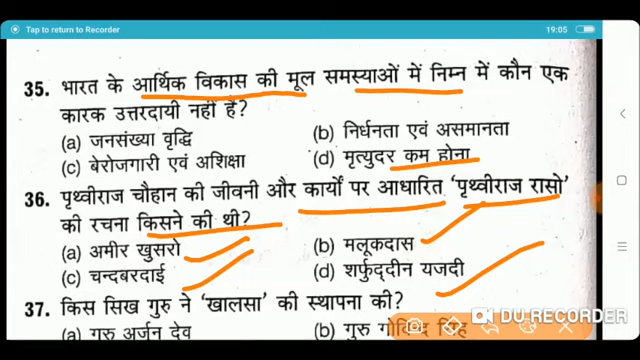 Tap to return to Recorder
19:05
35. भारत के आर्थिक विकास की मूल समस्याओं में निम्न में कौन एक
कारक उत्तरदायी नहीं है?
(a) जनसंख्या वृद्धि (b) निर्धनता एवं असमानता
(c) बेरोजगारी एवं अशिक्षा (d) मृत्युदर कम होना
36. पृथ्वीराज चौहान की जीवनी और कार्यों पर आधारित 'पृथ्वीराज रासो'
की रचना किसने की थी?
(a) अमीर खुसरो (b) मलूकदास
(c) चन्दबरदाई (d) शर्फुद्दीन यजदी
37. किस सिख गुरु ने 'खालसा' की स्थापना की?
(a) गुरु अर्जन देव (b) गुरु गोविन्द सिंह
DU RECORDER